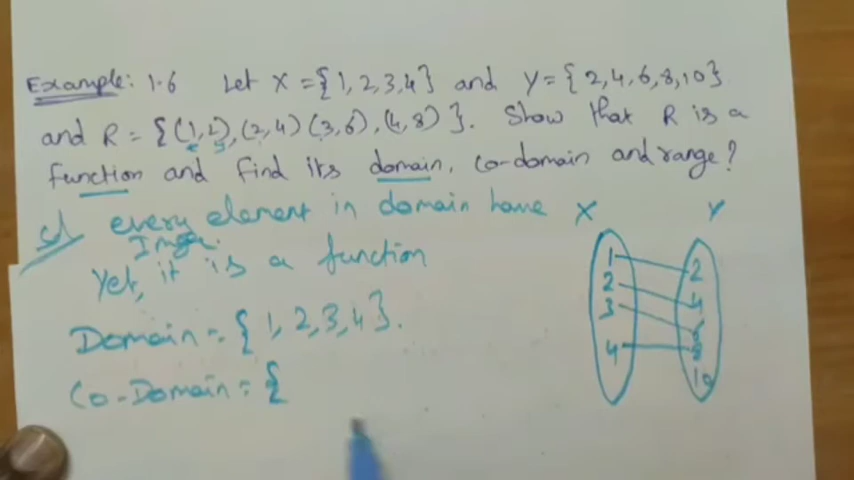 Example: 1.6 Let X = {1, 2, 3, 4} and Y = {2, 4, 6, 8, 10}
and R = {(1, 2), (2, 4) (3, 6), (4, 8)}. Show that R is a
function and find its domain, co-domain and range?
Sol every element in domain have
Image.
Yet, it is a function
Domain = {1, 2, 3, 4}.
Co-Domain = {
X Y
1 2
2 4
3 6
4 8
10